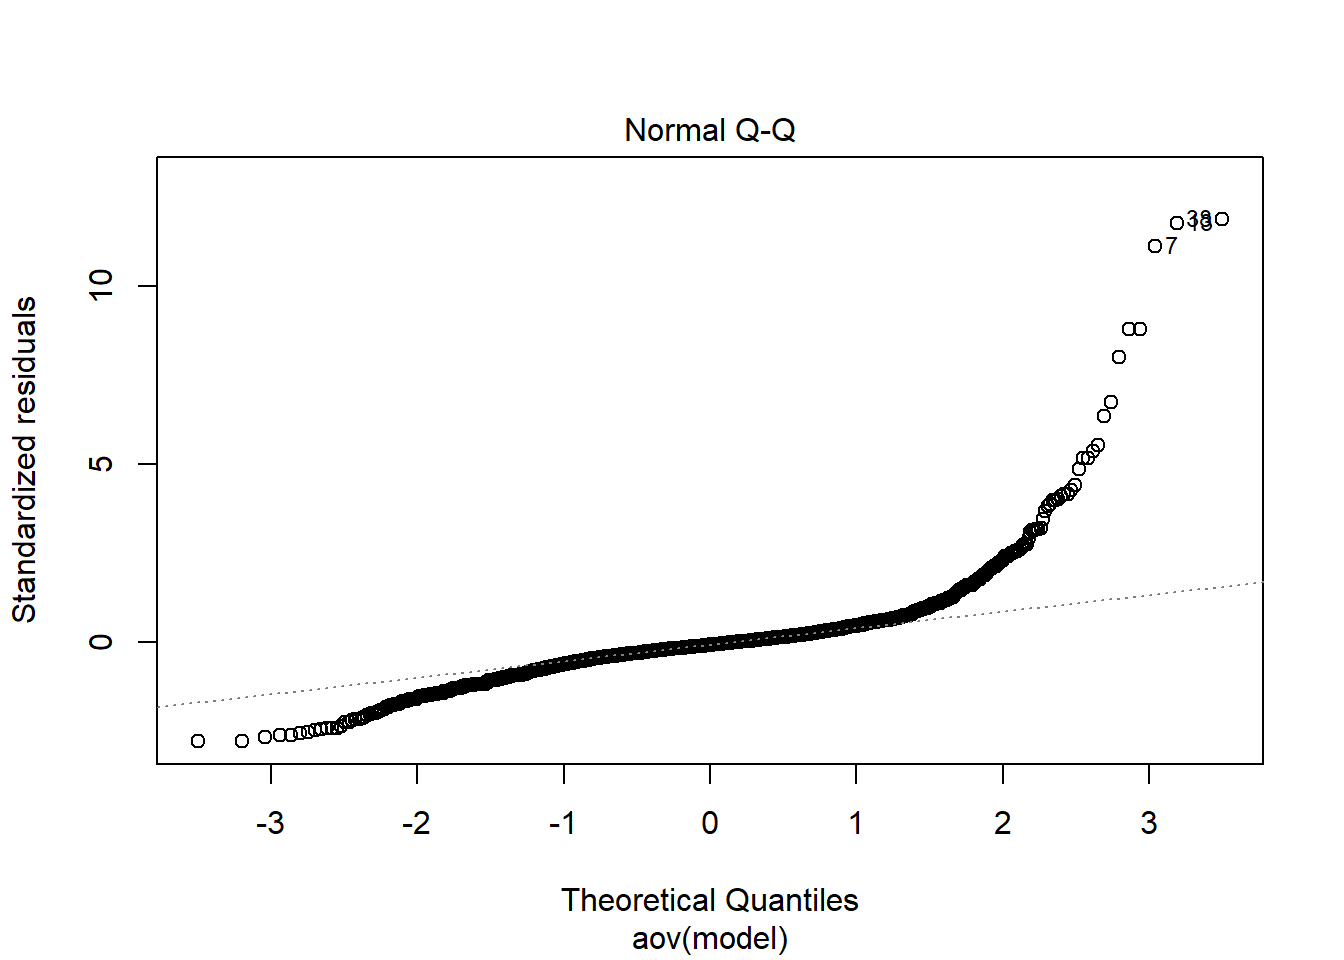 Normal Q-Q
Standardized residuals
10
5
0
7
-3 -2 -1 0 1 2 3
Theoretical Quantiles
aov(model)